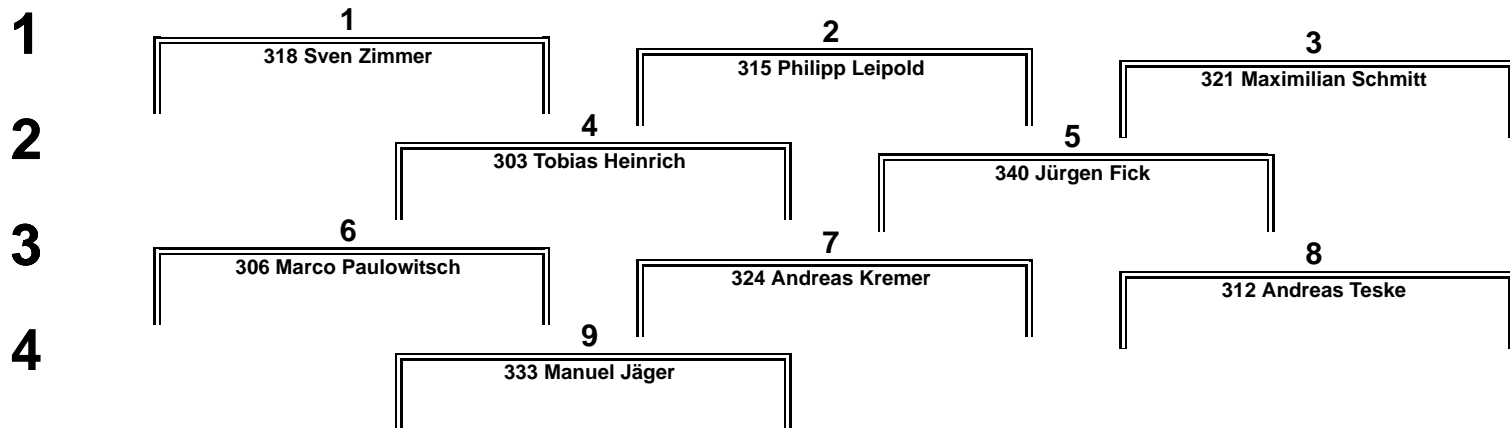 1
1
318 Sven Zimmer
2
315 Philipp Leipold
3
321 Maximilian Schmitt
2
4
303 Tobias Heinrich
5
340 Jürgen Fick
3
6
306 Marco Paulowitsch
7
324 Andreas Kremer
8
312 Andreas Teske
4
9
333 Manuel Jäger